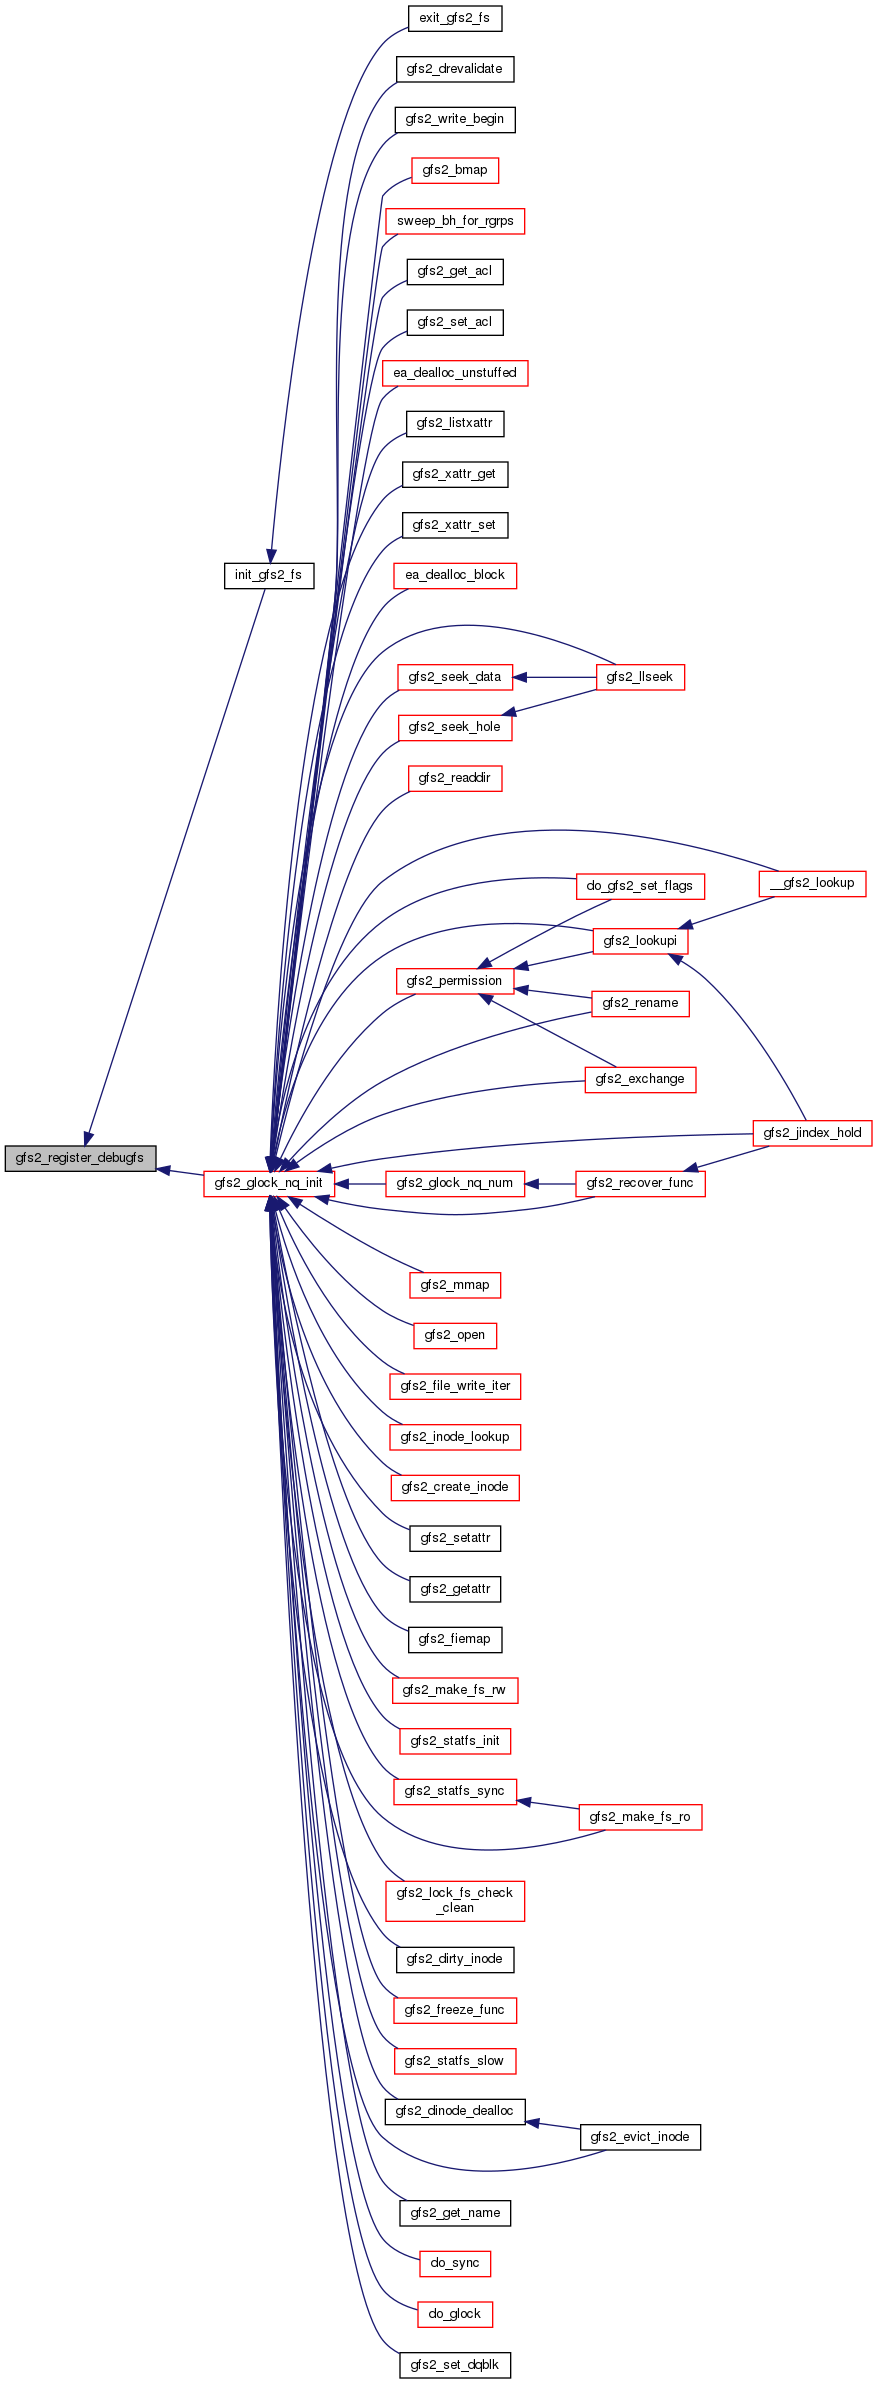 exit_gfs2_fs
gfs2_drevalidate
gfs2_write_begin
gfs2_bmap
sweep_bh_for_rgrps
gfs2_get_acl
gfs2_set_acl
ea_dealloc_unstuffed
gfs2_listxattr
gfs2_xattr_get
gfs2_xattr_set
init_gfs2_fs
ea_dealloc_block
gfs2_seek_data
gfs2_llseek
gfs2_seek_hole
gfs2_readdir
do_gfs2_set_flags
__gfs2_lookup
gfs2_lookupi
gfs2_permission
gfs2_rename
gfs2_exchange
gfs2_jindex_hold
gfs2_register_debugfs
gfs2_glock_nq_init
gfs2_glock_nq_num
gfs2_recover_func
gfs2_mmap
gfs2_open
gfs2_file_write_iter
gfs2_inode_lookup
gfs2_create_inode
gfs2_setattr
gfs2_getattr
gfs2_fiemap
gfs2_make_fs_rw
gfs2_statfs_init
gfs2_statfs_sync
gfs2_make_fs_ro
gfs2_lock_fs_check
_clean
gfs2_dirty_inode
gfs2_freeze_func
gfs2_statfs_slow
gfs2_dinode_dealloc
gfs2_evict_inode
gfs2_get_name
do_sync
do_glock
gfs2_set_dqblk